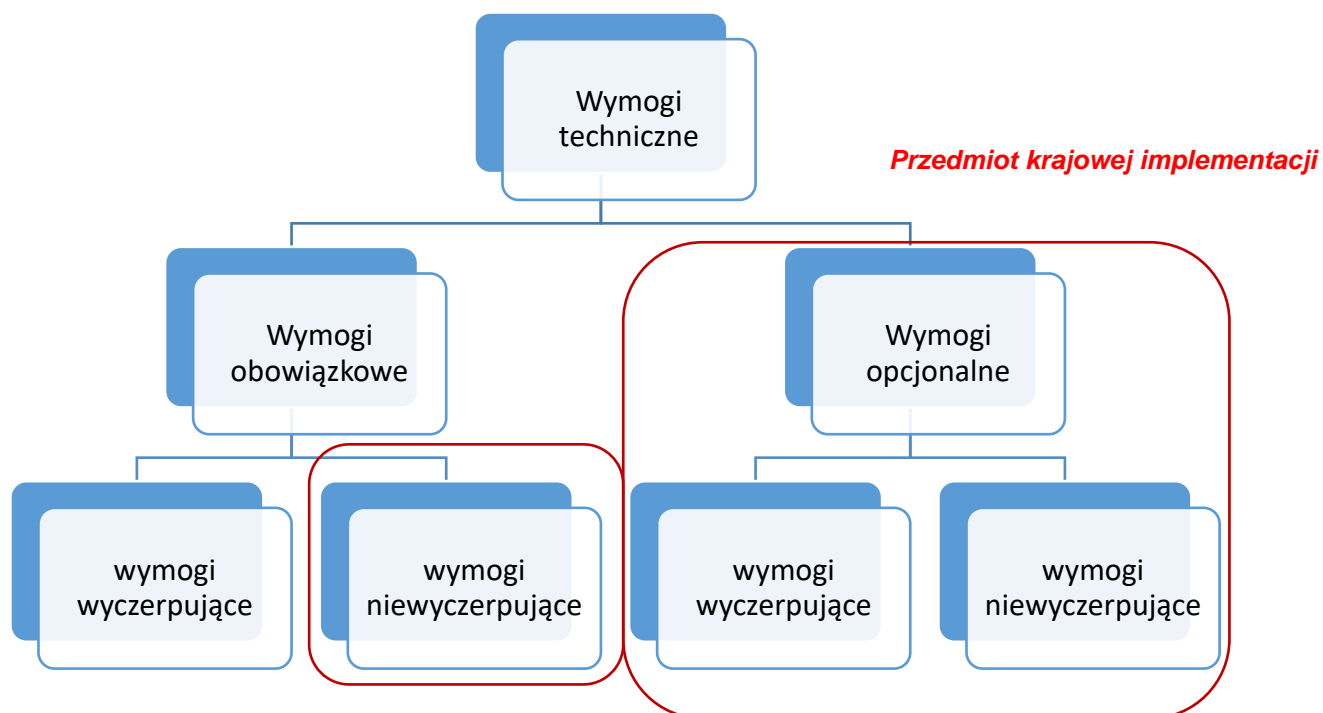 Wymogi
techniczne
Przedmiot krajowej implementacji
Wymogi
obowiązkowe
Wymogi
opcjonalne
wymogi
wyczerpujące
wymogi
niewyczerpujące
wymogi
wyczerpujące
wymogi
niewyczerpujące